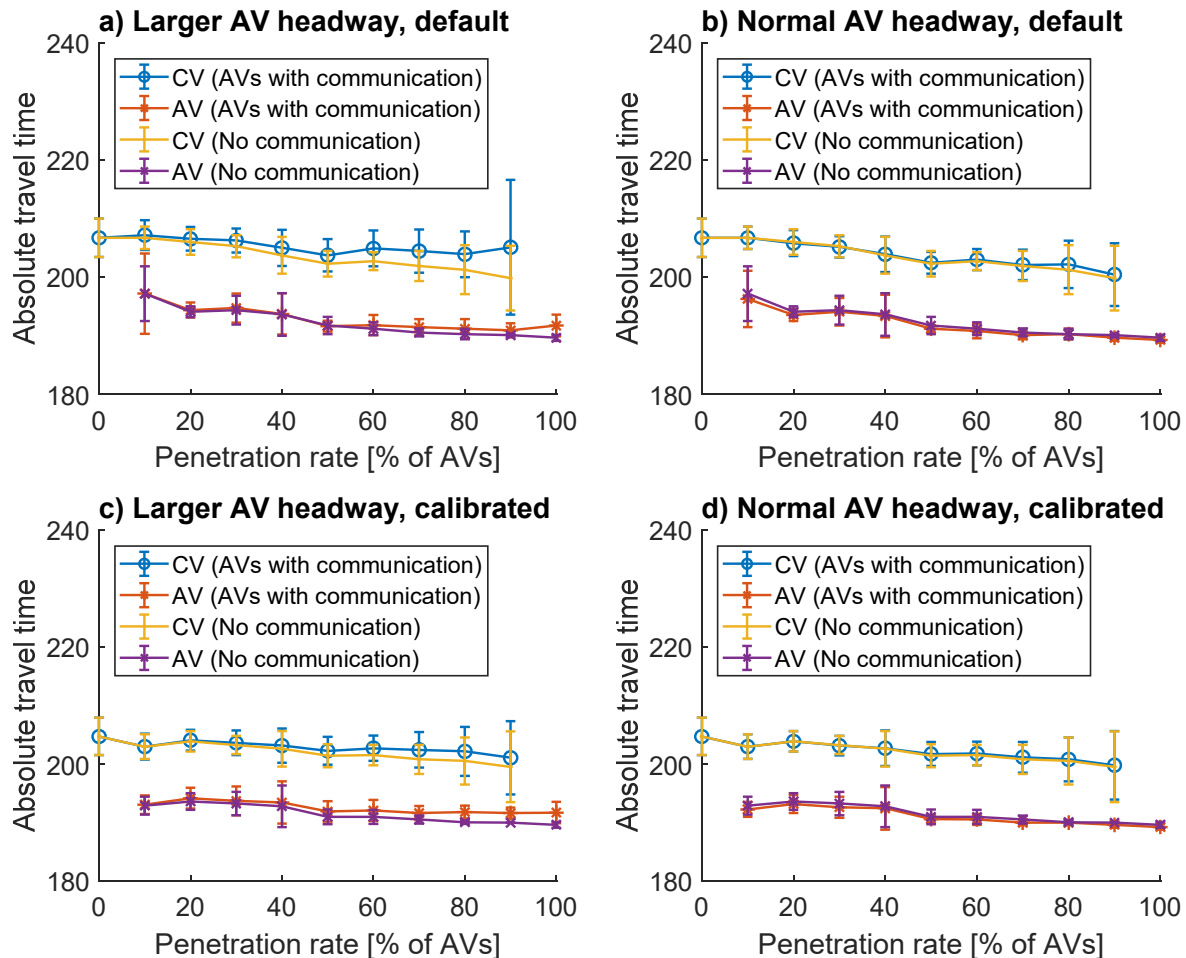 a) Larger AV headway, default
240
220
200
180
Absolute travel time
CV (AVs with communication)
AV (AVs with communication)
CV (No communication)
AV (No communication)
0 20 40 60 80 100
Penetration rate [% of AVs]
b) Normal AV headway, default
240
220
200
180
Absolute travel time
CV (AVs with communication)
AV (AVs with communication)
CV (No communication)
AV (No communication)
0 20 40 60 80 100
Penetration rate [% of AVs]
c) Larger AV headway, calibrated
240
220
200
180
Absolute travel time
CV (AVs with communication)
AV (AVs with communication)
CV (No communication)
AV (No communication)
0 20 40 60 80 100
Penetration rate [% of AVs]
d) Normal AV headway, calibrated
240
220
200
180
Absolute travel time
CV (AVs with communication)
AV (AVs with communication)
CV (No communication)
AV (No communication)
0 20 40 60 80 100
Penetration rate [% of AVs]